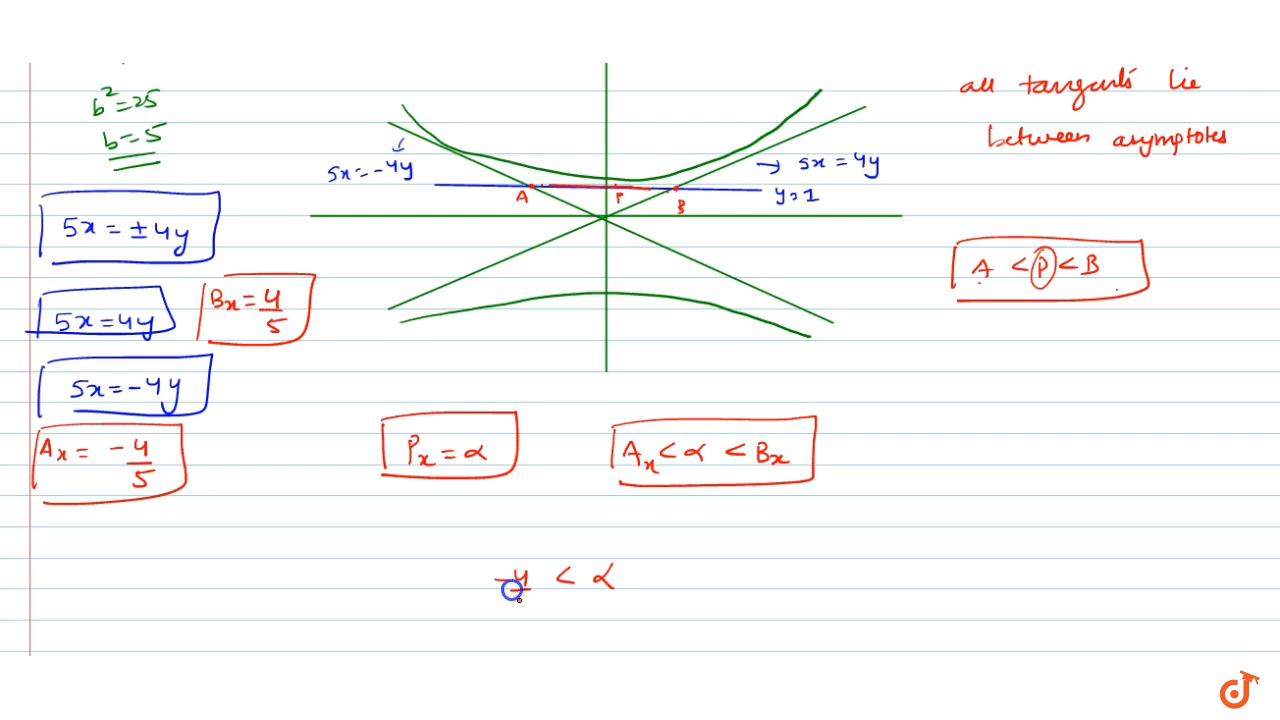 b² = 25
b = 5
5x = ± 4y
5x = 4y
Bx = 4/5
5x = -4y
Ax = -4/5
5x = -4y
5x = 4y
y = 1
A
P
B
all tangents lie
between asymptotes
A < P < B
Px = α
Ax < α < Bx
-4 < α